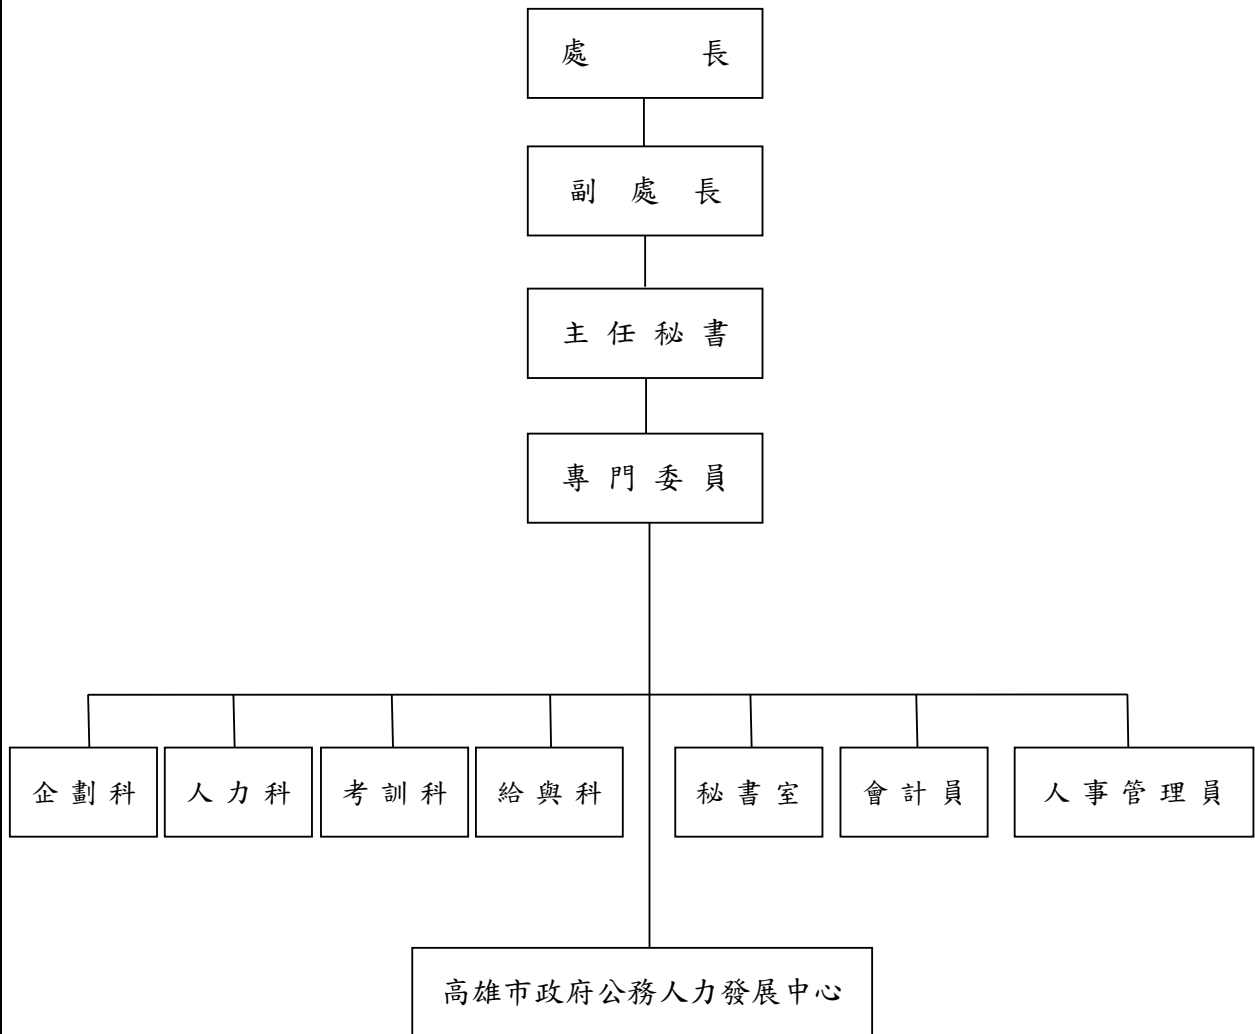 處長
副處長
主任秘書
專門委員
企劃科
人力科
考訓科
給與科
秘書室
會計員
人事管理員
高雄市政府公務人力發展中心